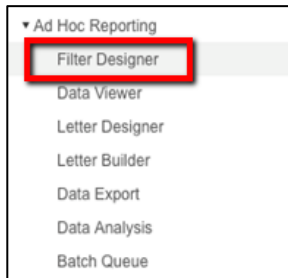 Ad Hoc Reporting
Filter Designer
Data Viewer
Letter Designer
Letter Builder
Data Export
Data Analysis
Batch Queue